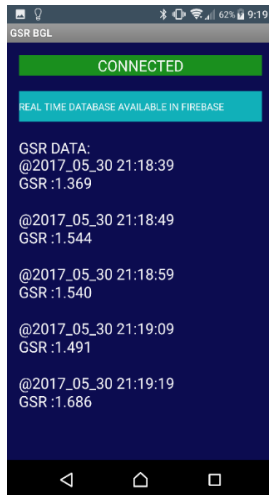 62% 9:19
GSR BGL
CONNECTED
REAL TIME DATABASE AVAILABLE IN FIREBASE
GSR DATA:
@2017_05_30 21:18:39
GSR :1.369
@2017_05_30 21:18:49
GSR :1.544
@2017_05_30 21:18:59
GSR :1.540
@2017_05_30 21:19:09
GSR :1.491
@2017_05_30 21:19:19
GSR :1.686